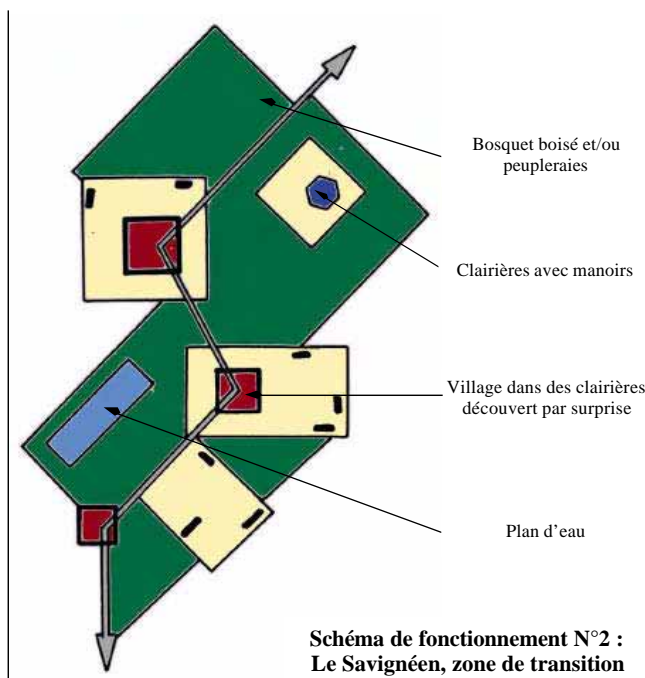 Bosquet boisé et/ou
peupleraies
Clairières avec manoirs
Village dans des clairières
découvert par surprise
Plan d’eau
Schéma de fonctionnement N°2 :
Le Savignéen, zone de transition